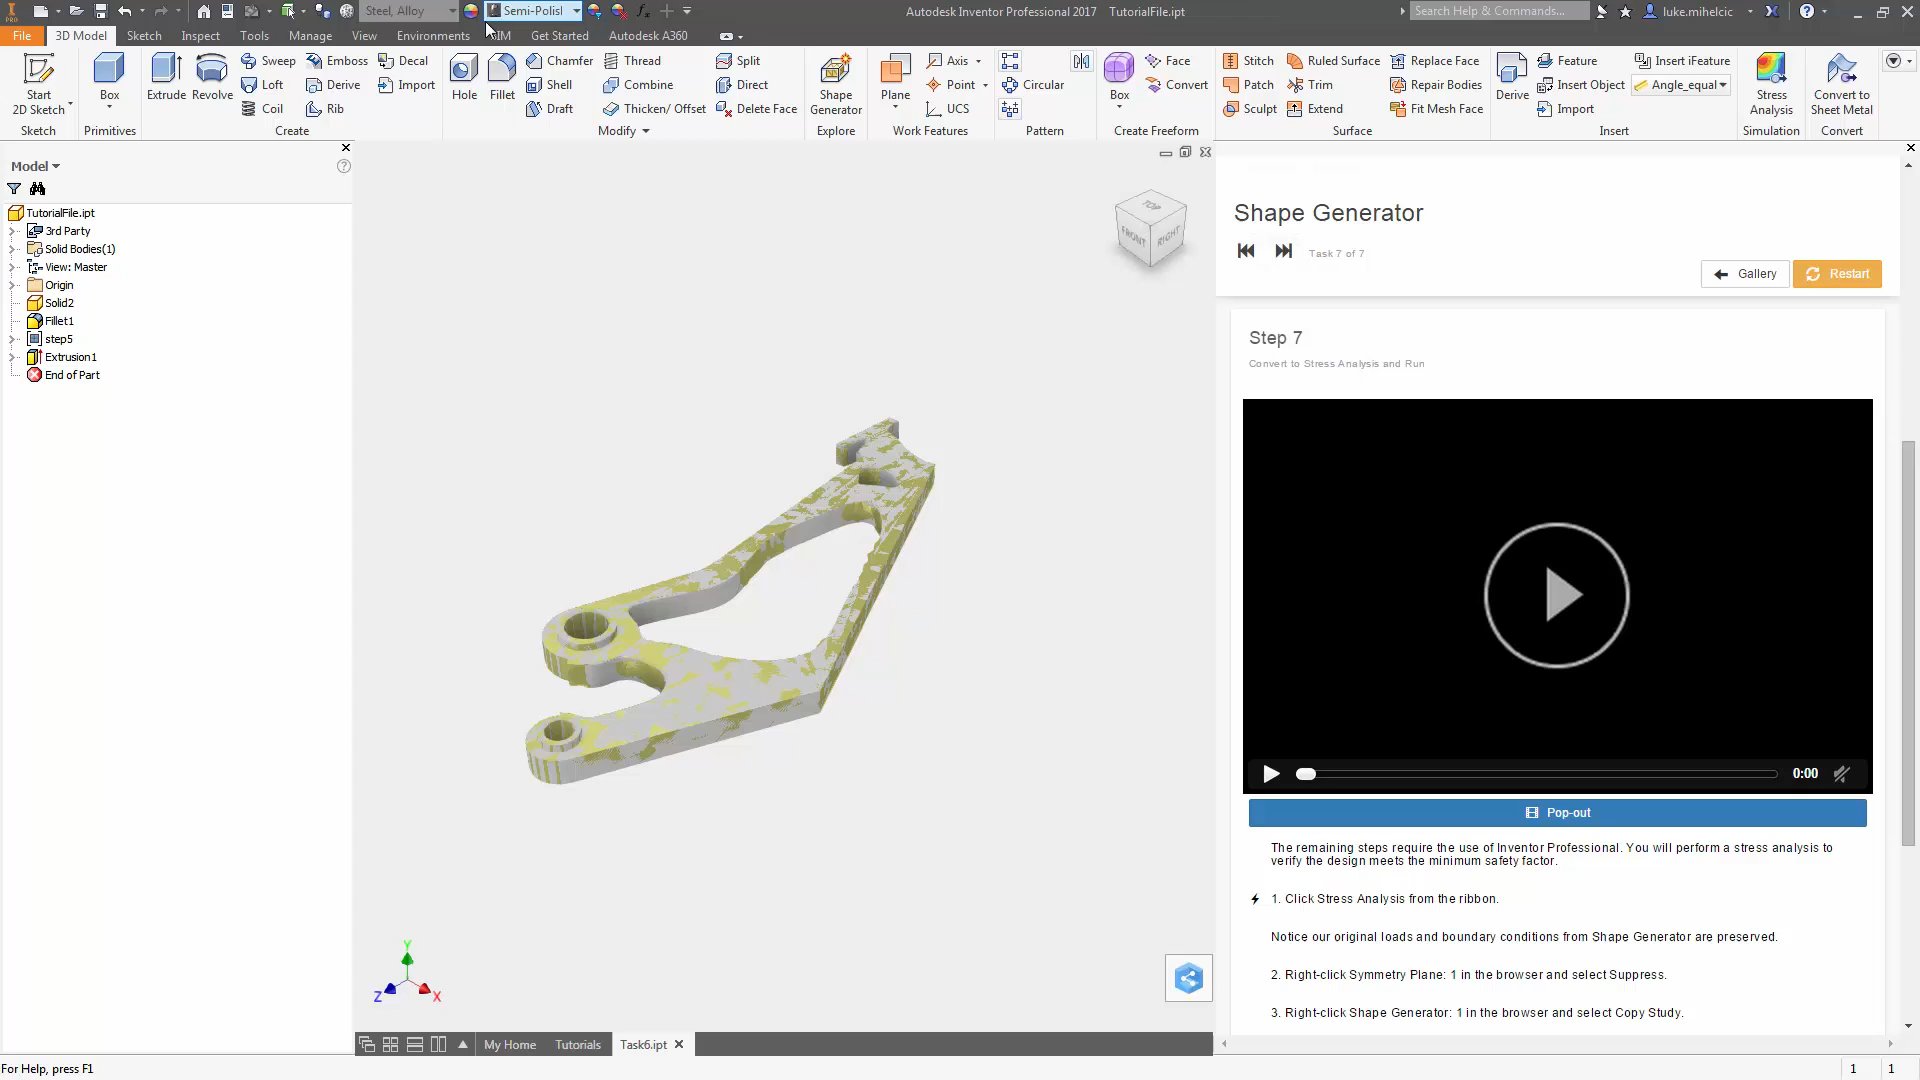 Steel, Alloy
Semi-Polisl
Autodesk Inventor Professional 2017 TutorialFile.ipt
Search Help & Commands...
luke.mihelcic
File 3D Model Sketch Inspect Tools Manage View Environments Get Started Autodesk A360
Start
2D Sketch
Sketch
Box
Primitives
Extrude Revolve
Sweep Emboss Decal
Loft Derive Import
Coil Rib
Create
Hole Fillet
Chamfer Thread Split
Shell Combine Direct
Draft Thicken/ Offset Delete Face
Modify
Shape
Generator
Explore
Plane
Axis
Point
UCS
Work Features
Circular
Pattern
Box
Face
Convert
Create Freeform
Stitch Ruled Surface Replace Face
Patch Trim Repair Bodies
Sculpt Extend Fit Mesh Face
Surface
Derive
Feature Insert iFeature
Insert Object Angle_equal
Import
Insert
Stress
Analysis
Simulation
Convert to
Sheet Metal
Convert
Model
TutorialFile.ipt
3rd Party
Solid Bodies(1)
View: Master
Origin
Solid2
Fillet1
step5
Extrusion1
End of Part
TOP
FRONT
RIGHT
Y
Z
X
Shape Generator
Task 7 of 7
Gallery
Restart
Step 7
Convert to Stress Analysis and Run
0:00
Pop-out
The remaining steps require the use of Inventor Professional. You will perform a stress analysis to
verify the design meets the minimum safety factor.
1. Click Stress Analysis from the ribbon.
Notice our original loads and boundary conditions from Shape Generator are preserved.
2. Right-click Symmetry Plane: 1 in the browser and select Suppress.
3. Right-click Shape Generator: 1 in the browser and select Copy Study.
My Home Tutorials Task6.ipt
For Help, press F1
1 1